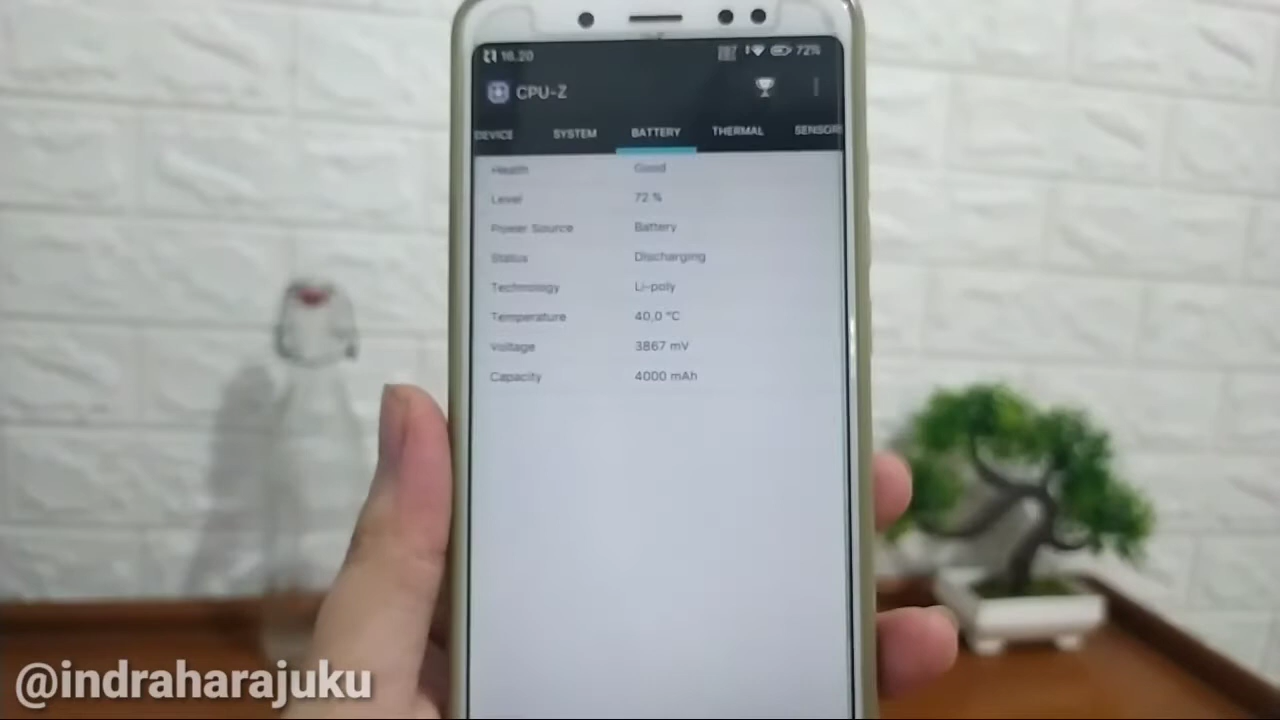 16.20 72%
CPU-Z
DEVICE SYSTEM BATTERY THERMAL SENSORS
Health Good
Level 72 %
Power Source Battery
Status Discharging
Technology Li-poly
Temperature 40,0 °C
Voltage 3867 mV
Capacity 4000 mAh
@indraharajuku